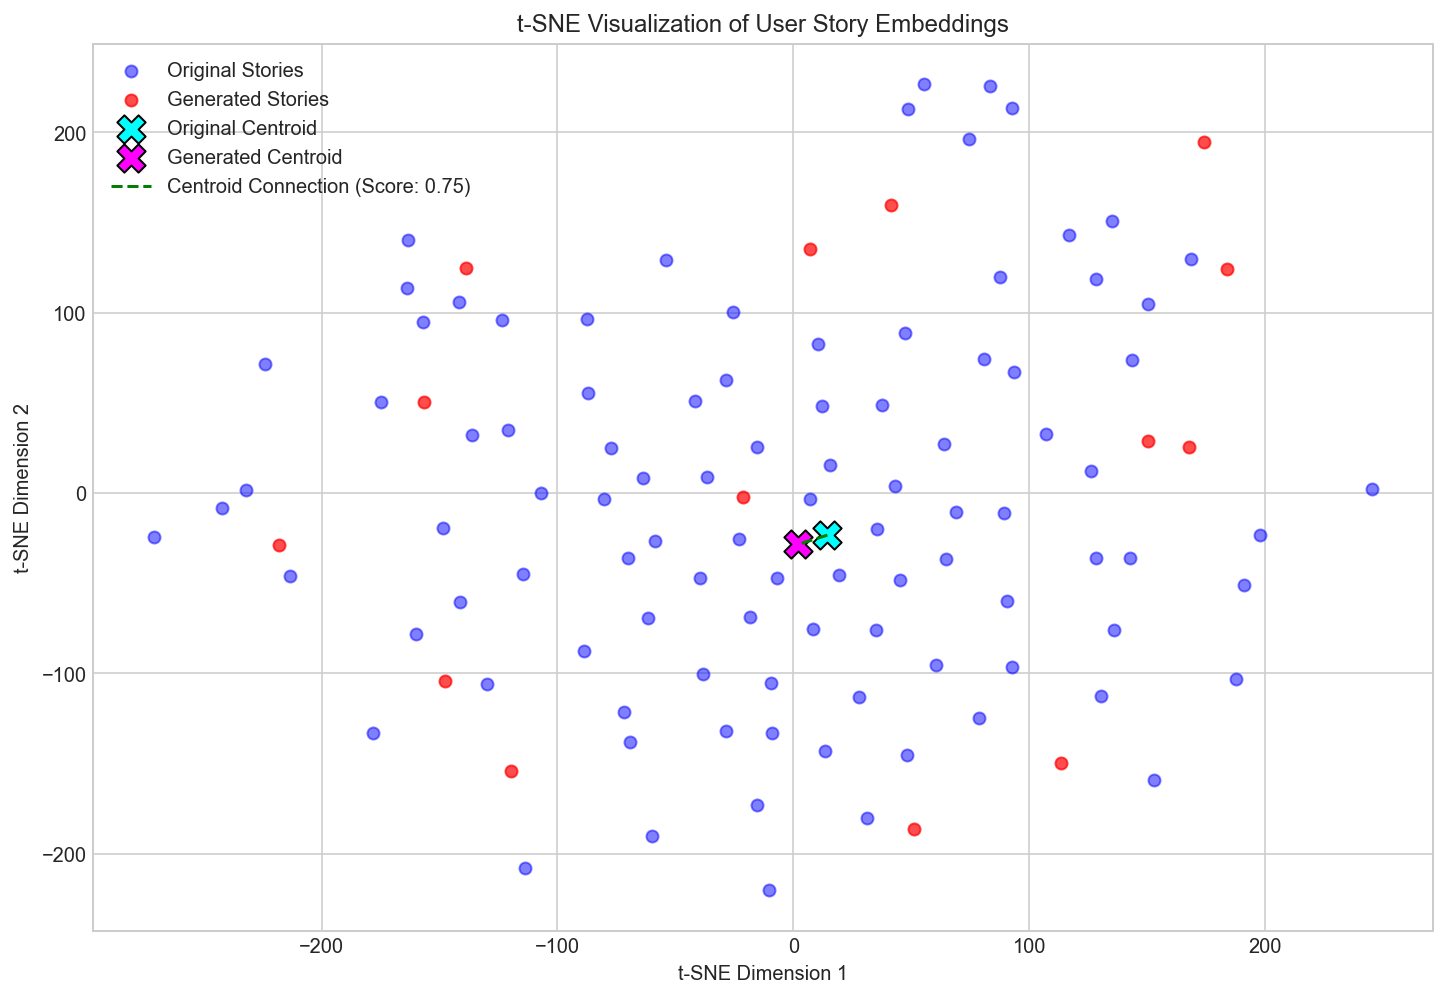 t-SNE Visualization of User Story Embeddings
Original Stories
Generated Stories
Original Centroid
Generated Centroid
Centroid Connection (Score: 0.75)
200
100
0
−100
−200
t-SNE Dimension 2
−200
−100
0
100
200
t-SNE Dimension 1